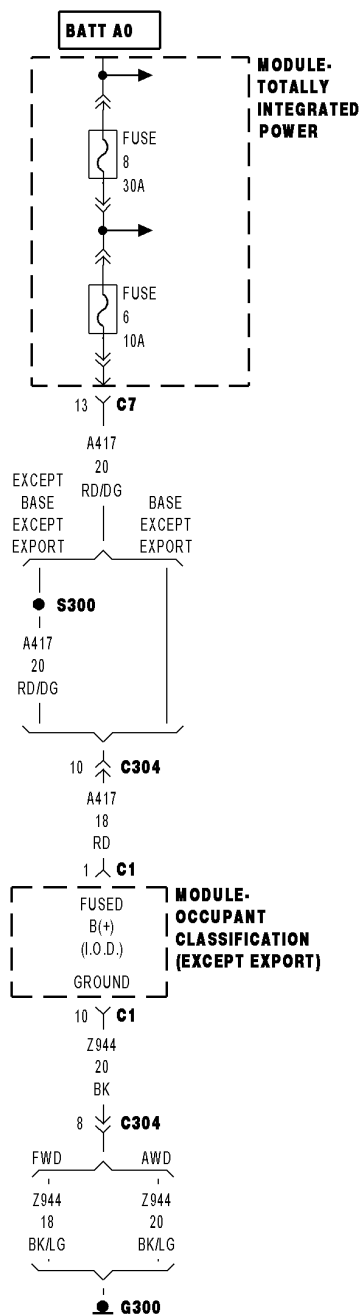 BATT A0
MODULE-
TOTALLY
INTEGRATED
POWER
FUSE
8
30A
FUSE
6
10A
13 C7
A417
20
RD/DG
EXCEPT
BASE
EXCEPT
EXPORT
BASE
EXCEPT
EXPORT
S300
A417
20
RD/DG
10 C304
A417
18
RD
1 C1
FUSED
B(+)
(I.O.D.)
GROUND
MODULE-
OCCUPANT
CLASSIFICATION
(EXCEPT EXPORT)
10 C1
Z944
20
BK
8 C304
FWD AWD
Z944 Z944
18 20
BK/LG BK/LG
G300